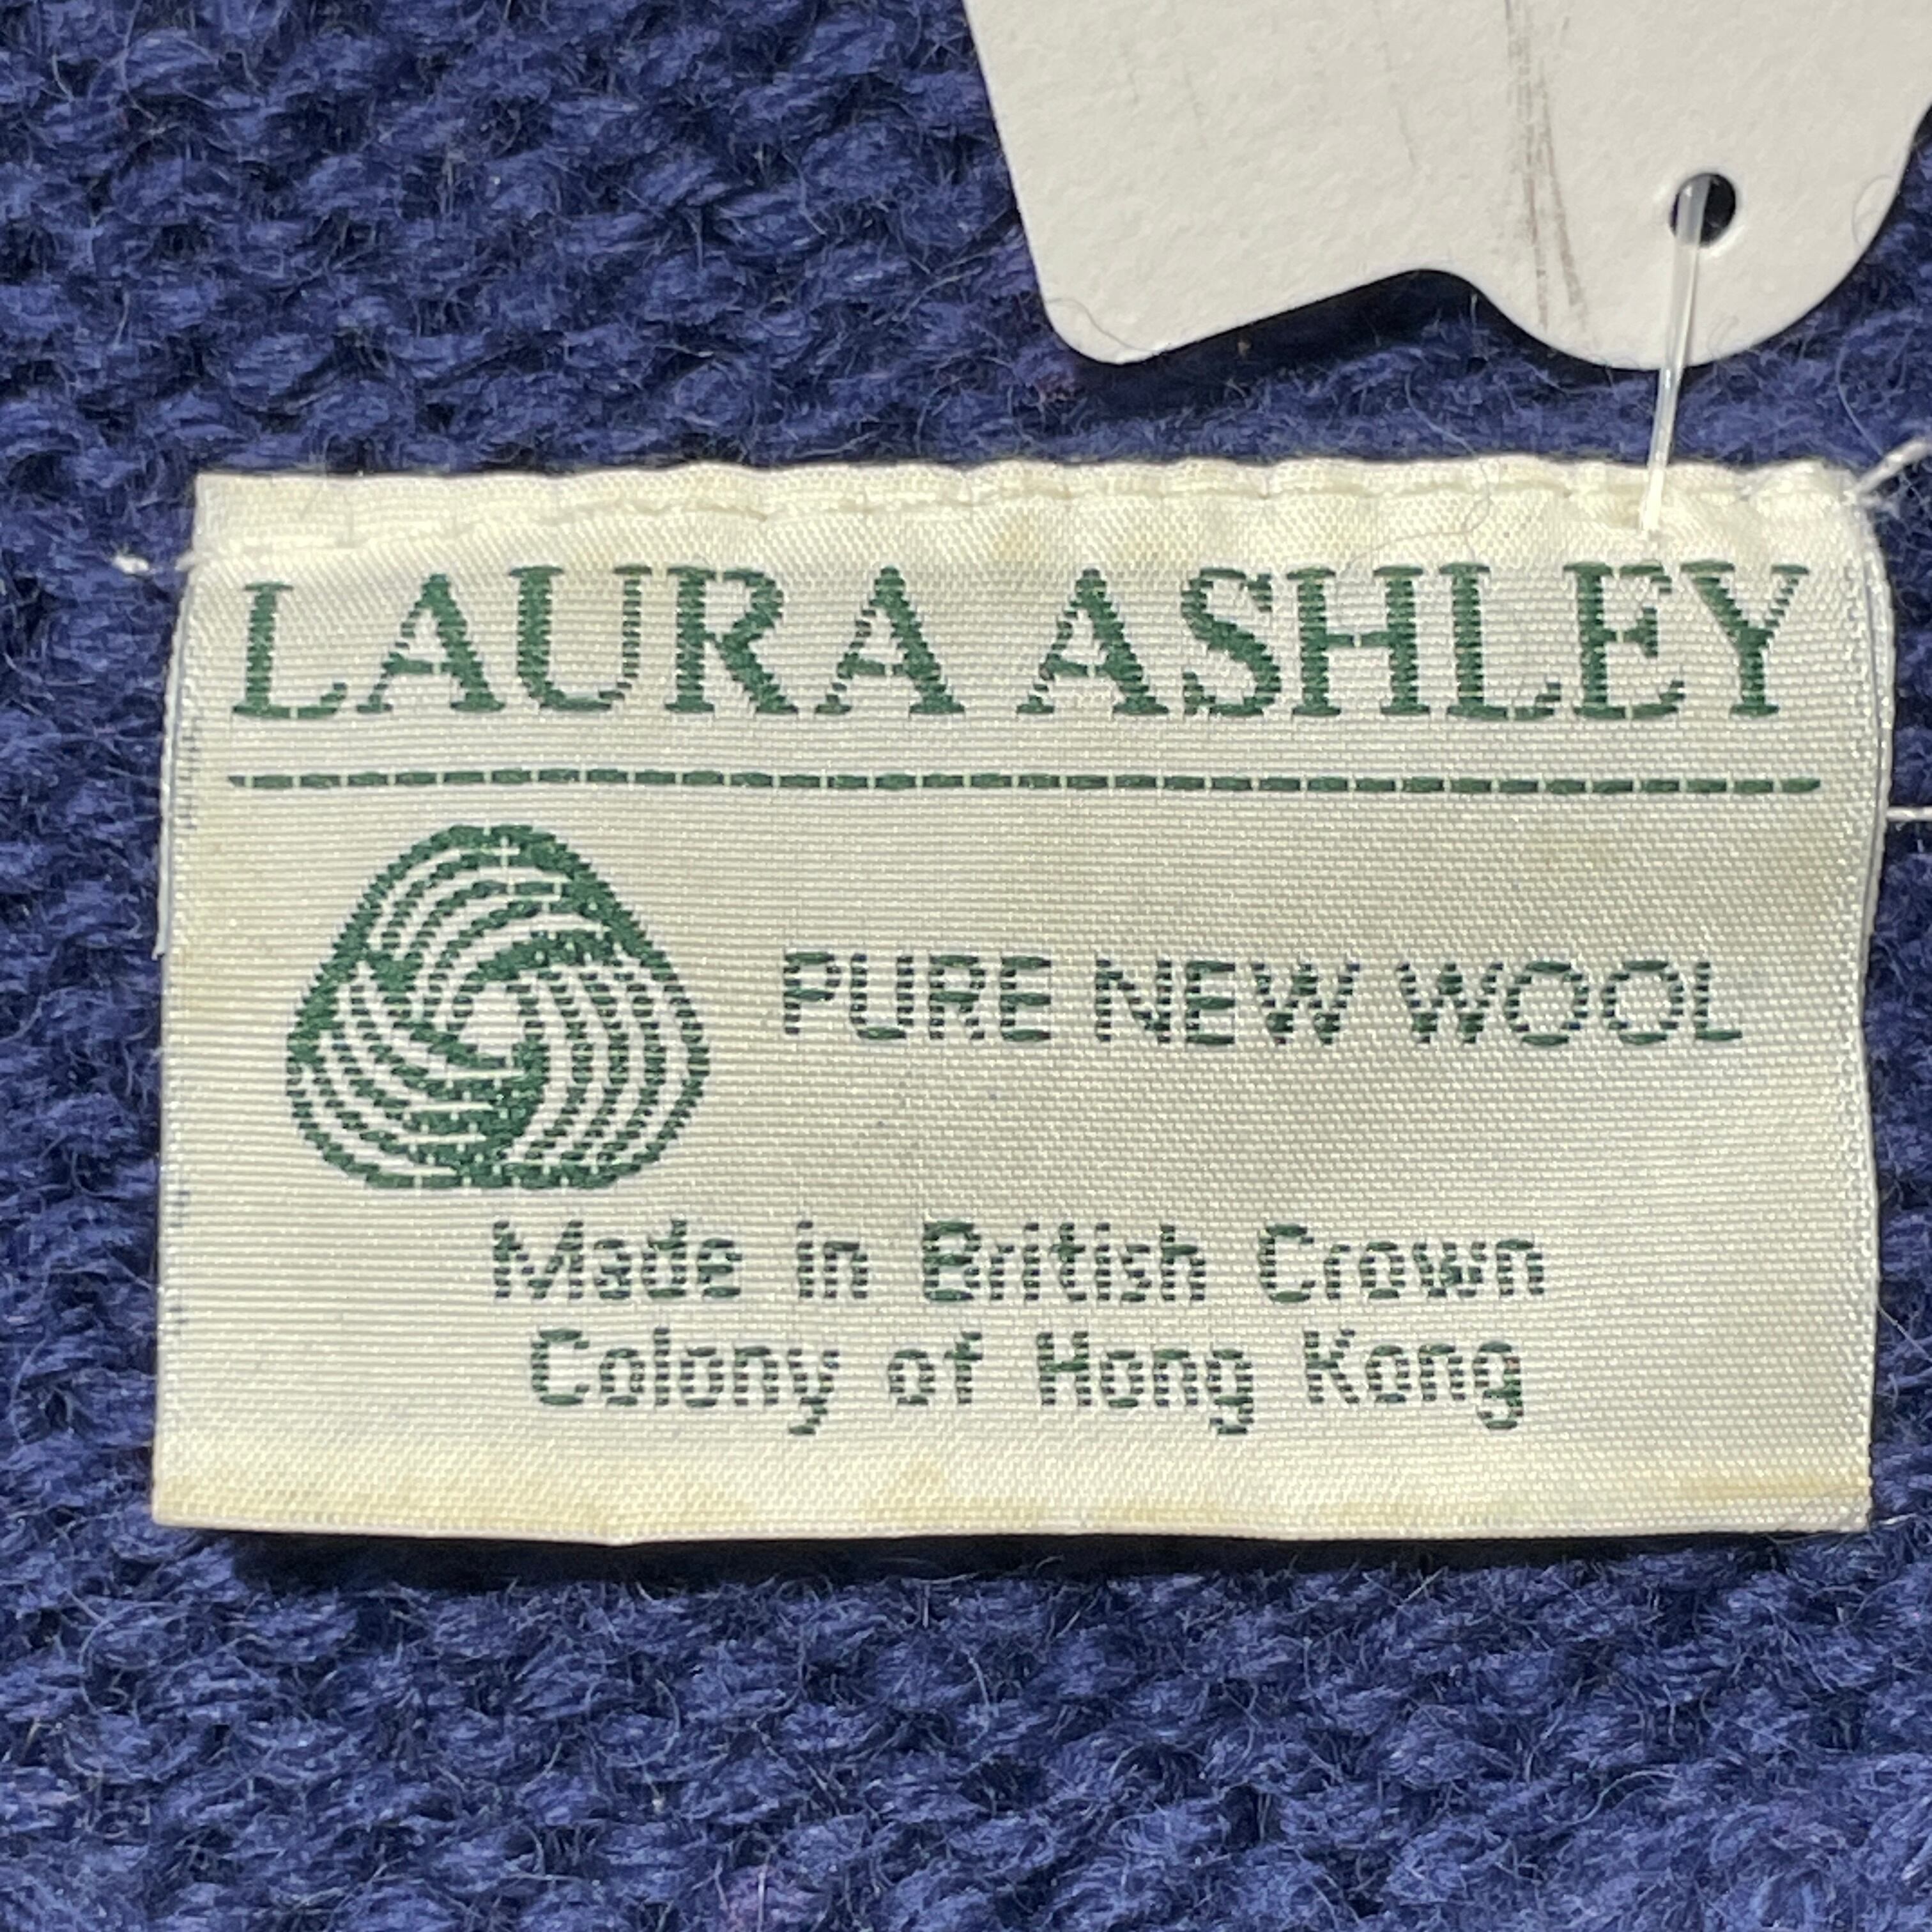 LAURA ASHLEY
PURE NEW WOOL
Made in British Crown
Colony of Hong Kong